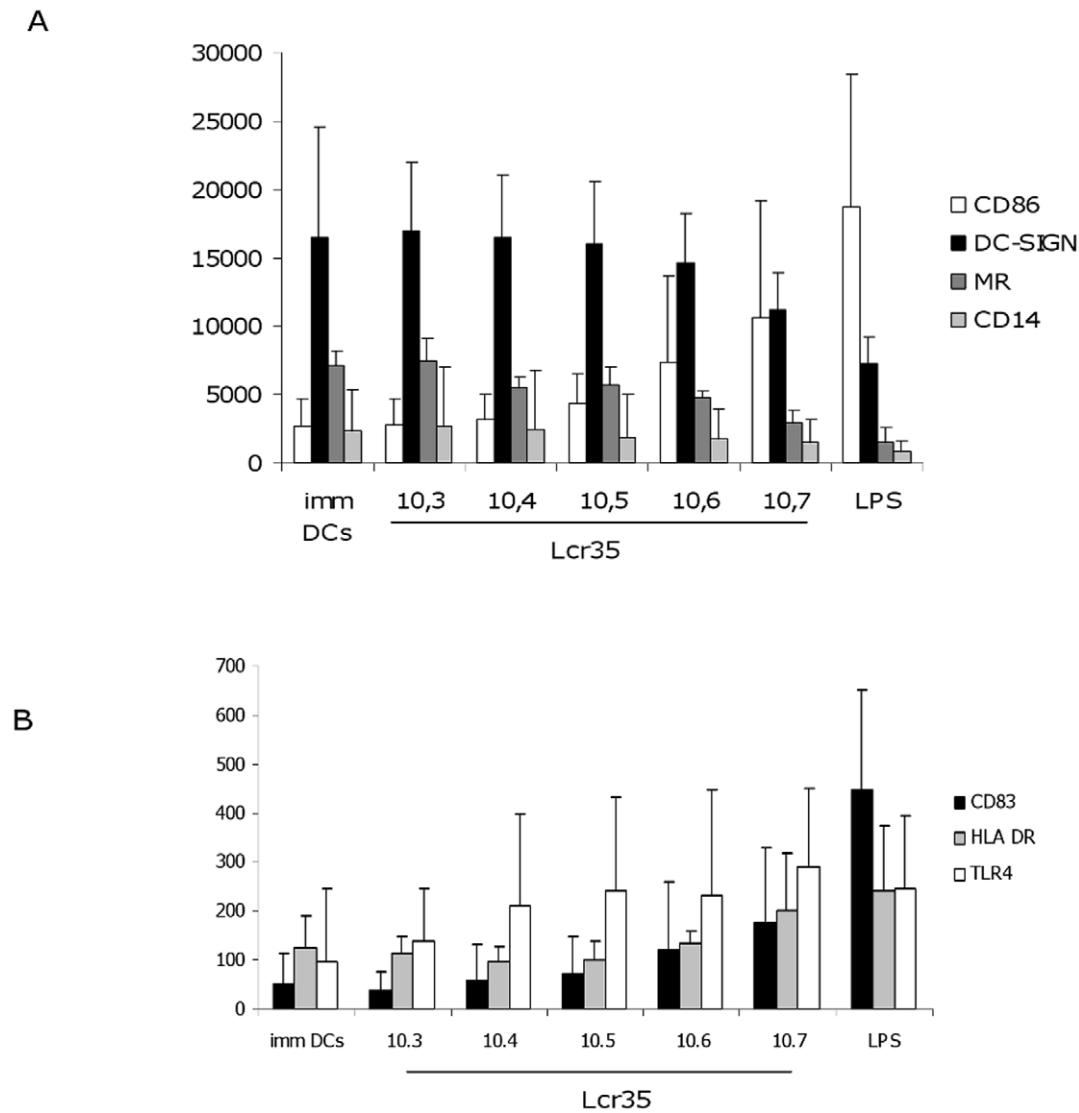 A
30000
25000
20000
15000
10000
5000
0
CD86
DC-SIGN
MR
CD14
imm DCs
10,3
10,4
10,5
10,6
10,7
LPS
Lcr35
B
700
600
500
400
300
200
100
0
CD83
HLA DR
TLR4
imm DCs
10.3
10.4
10.5
10.6
10.7
LPS
Lcr35